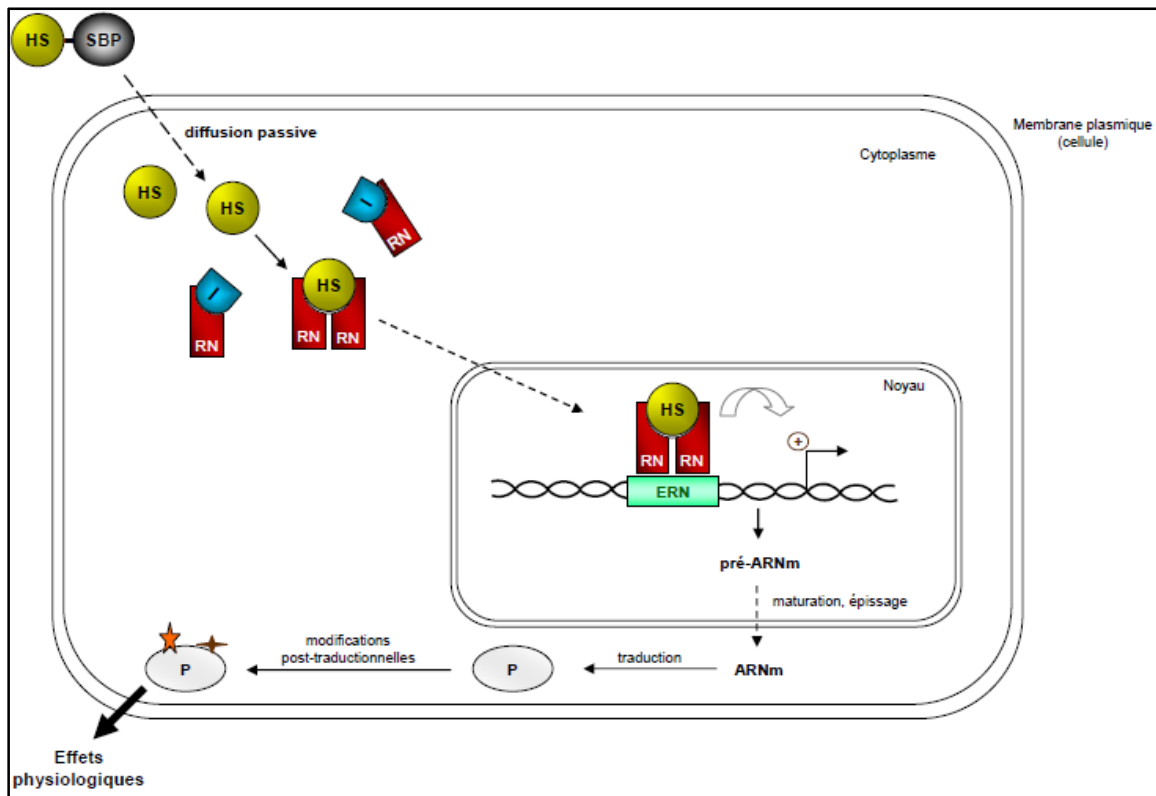 HS
SBP
diffusion passive
Membrane plasmique
(cellule)
Cytoplasme
HS
HS
I
RN
I
RN
HS
RN RN
Noyau
HS
RN RN
+
ERN
pré-ARNm
maturation, épissage
ARNm
traduction
P
modifications
post-traductionnelles
P
Effets
physiologiques